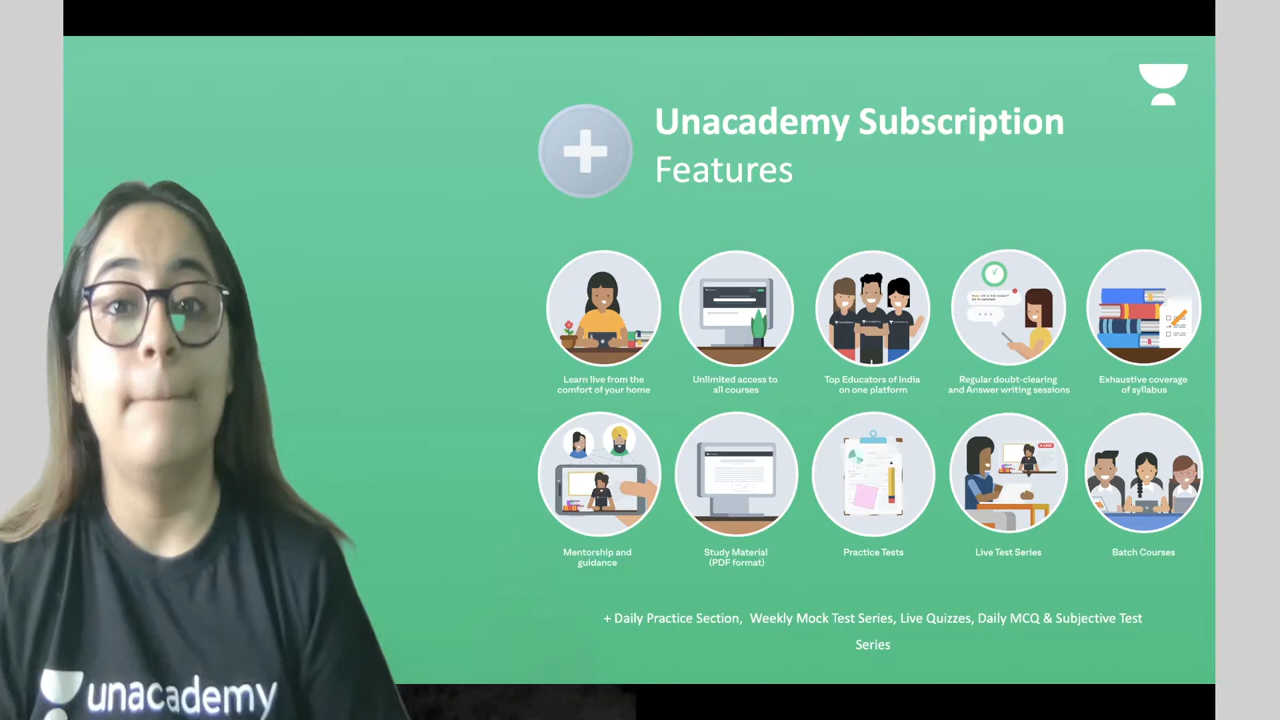 Unacademy Subscription
Features
Learn live from the
comfort of your home
Unlimited access to
all courses
Top Educators of India
on one platform
Regular doubt-clearing
and Answer writing sessions
Exhaustive coverage
of syllabus
Mentorship and
guidance
Study Material
(PDF format)
Practice Tests
Live Test Series
Batch Courses
+ Daily Practice Section, Weekly Mock Test Series, Live Quizzes, Daily MCQ & Subjective Test
Series
unacademy